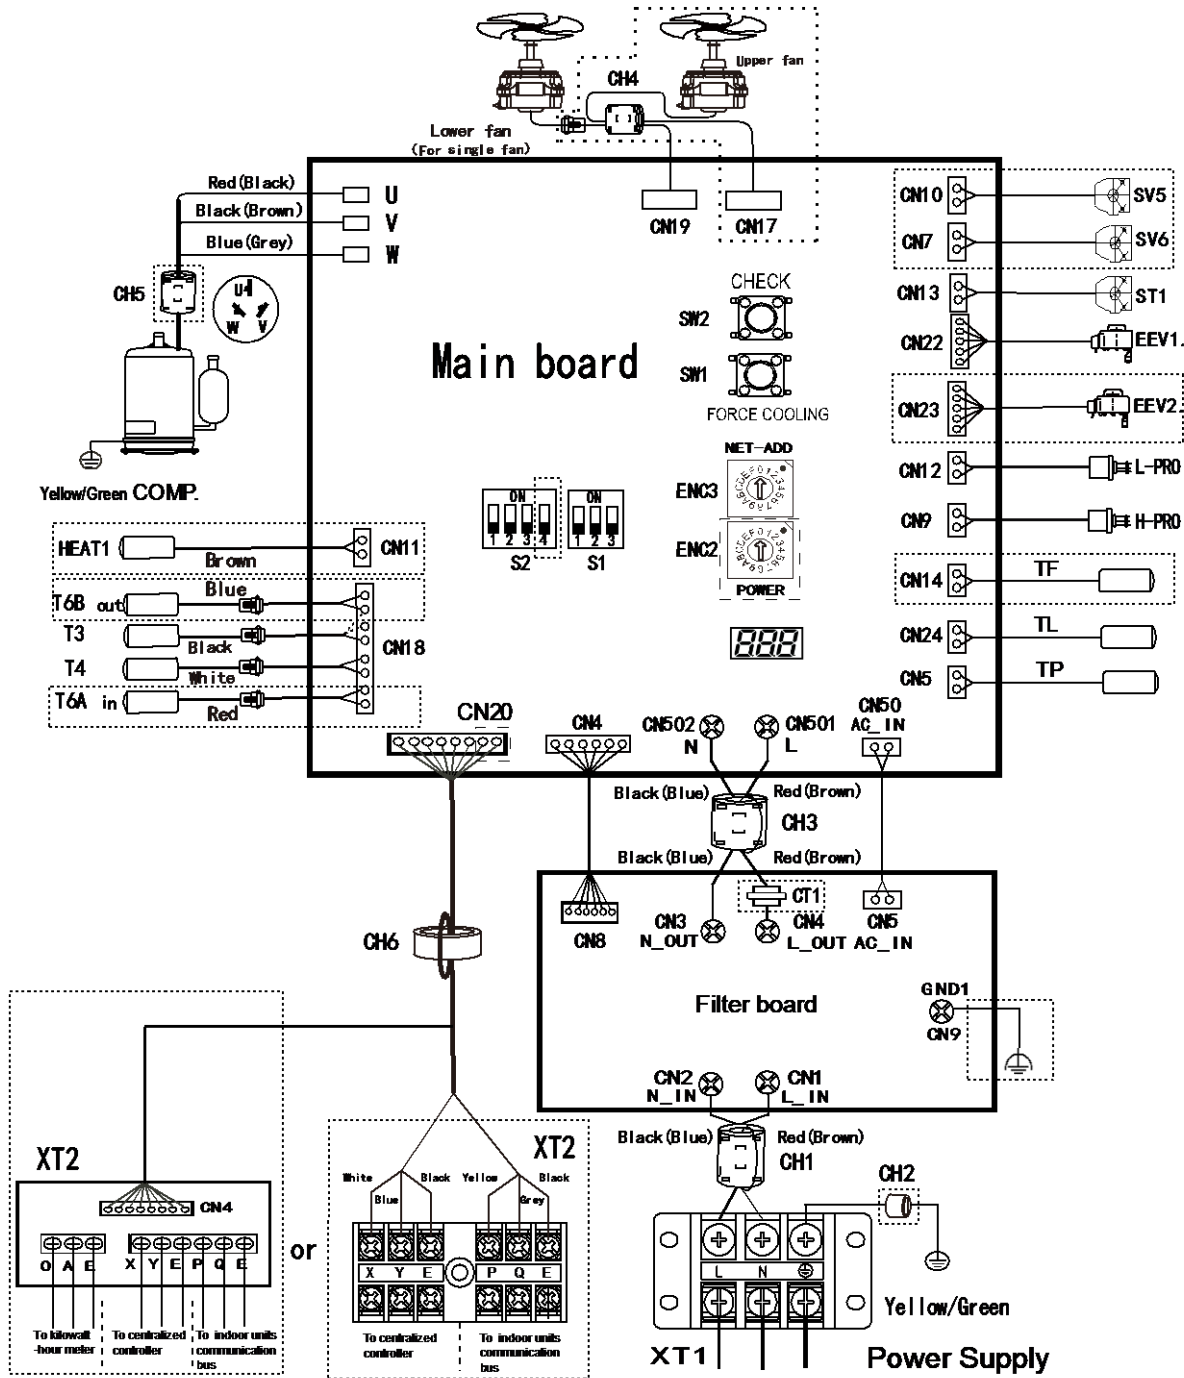 Upper fan
CH4
Lower fan
(For single fan)
Red(Black)
U
Black(Brown)
V
Blue(Grey)
W
CN19
CN17
CN10
SV5
CN7
SV6
CN13
ST1
CN22
EEV1.
CN23
EEV2.
CN12
L-PRO
CN9
H-PRO
CN14
TF
CN24
TL
CN5
TP
CH5
U
W V
Yellow/Green COMP.
CHECK
SW2
Main board
SW1
FORCE COOLING
NET-ADD
ENC3
ENC2
POWER
ON
1 2 3 4
S2
ON
1 2 3
S1
HEAT1
Brown
CN11
Blue
T6B out
T3
Black
CN18
T4
White
T6A in
Red
CN20
CN4
CN502
N
CN501
L
CN50
AC_IN
Black(Blue)
Red(Brown)
CH3
Black(Blue)
Red(Brown)
CT1
CN8
CN3
N_OUT
CN4
L_OUT
CN5
AC_IN
CH6
Filter board
GND1
CN9
CN2
N_IN
CN1
L_IN
Black(Blue)
Red(Brown)
CH1
CH2
XT2
CN4
O A E
X Y E P Q E
To kilowatt
-hour meter
To centralized
controller
To indoor units
communication
bus
or
XT2
White
Blue
Black
Yellow
Grey
Black
X Y E
P Q E
To centralized
controller
To indoor units
communication
bus
L N
Yellow/Green
XT1
Power Supply